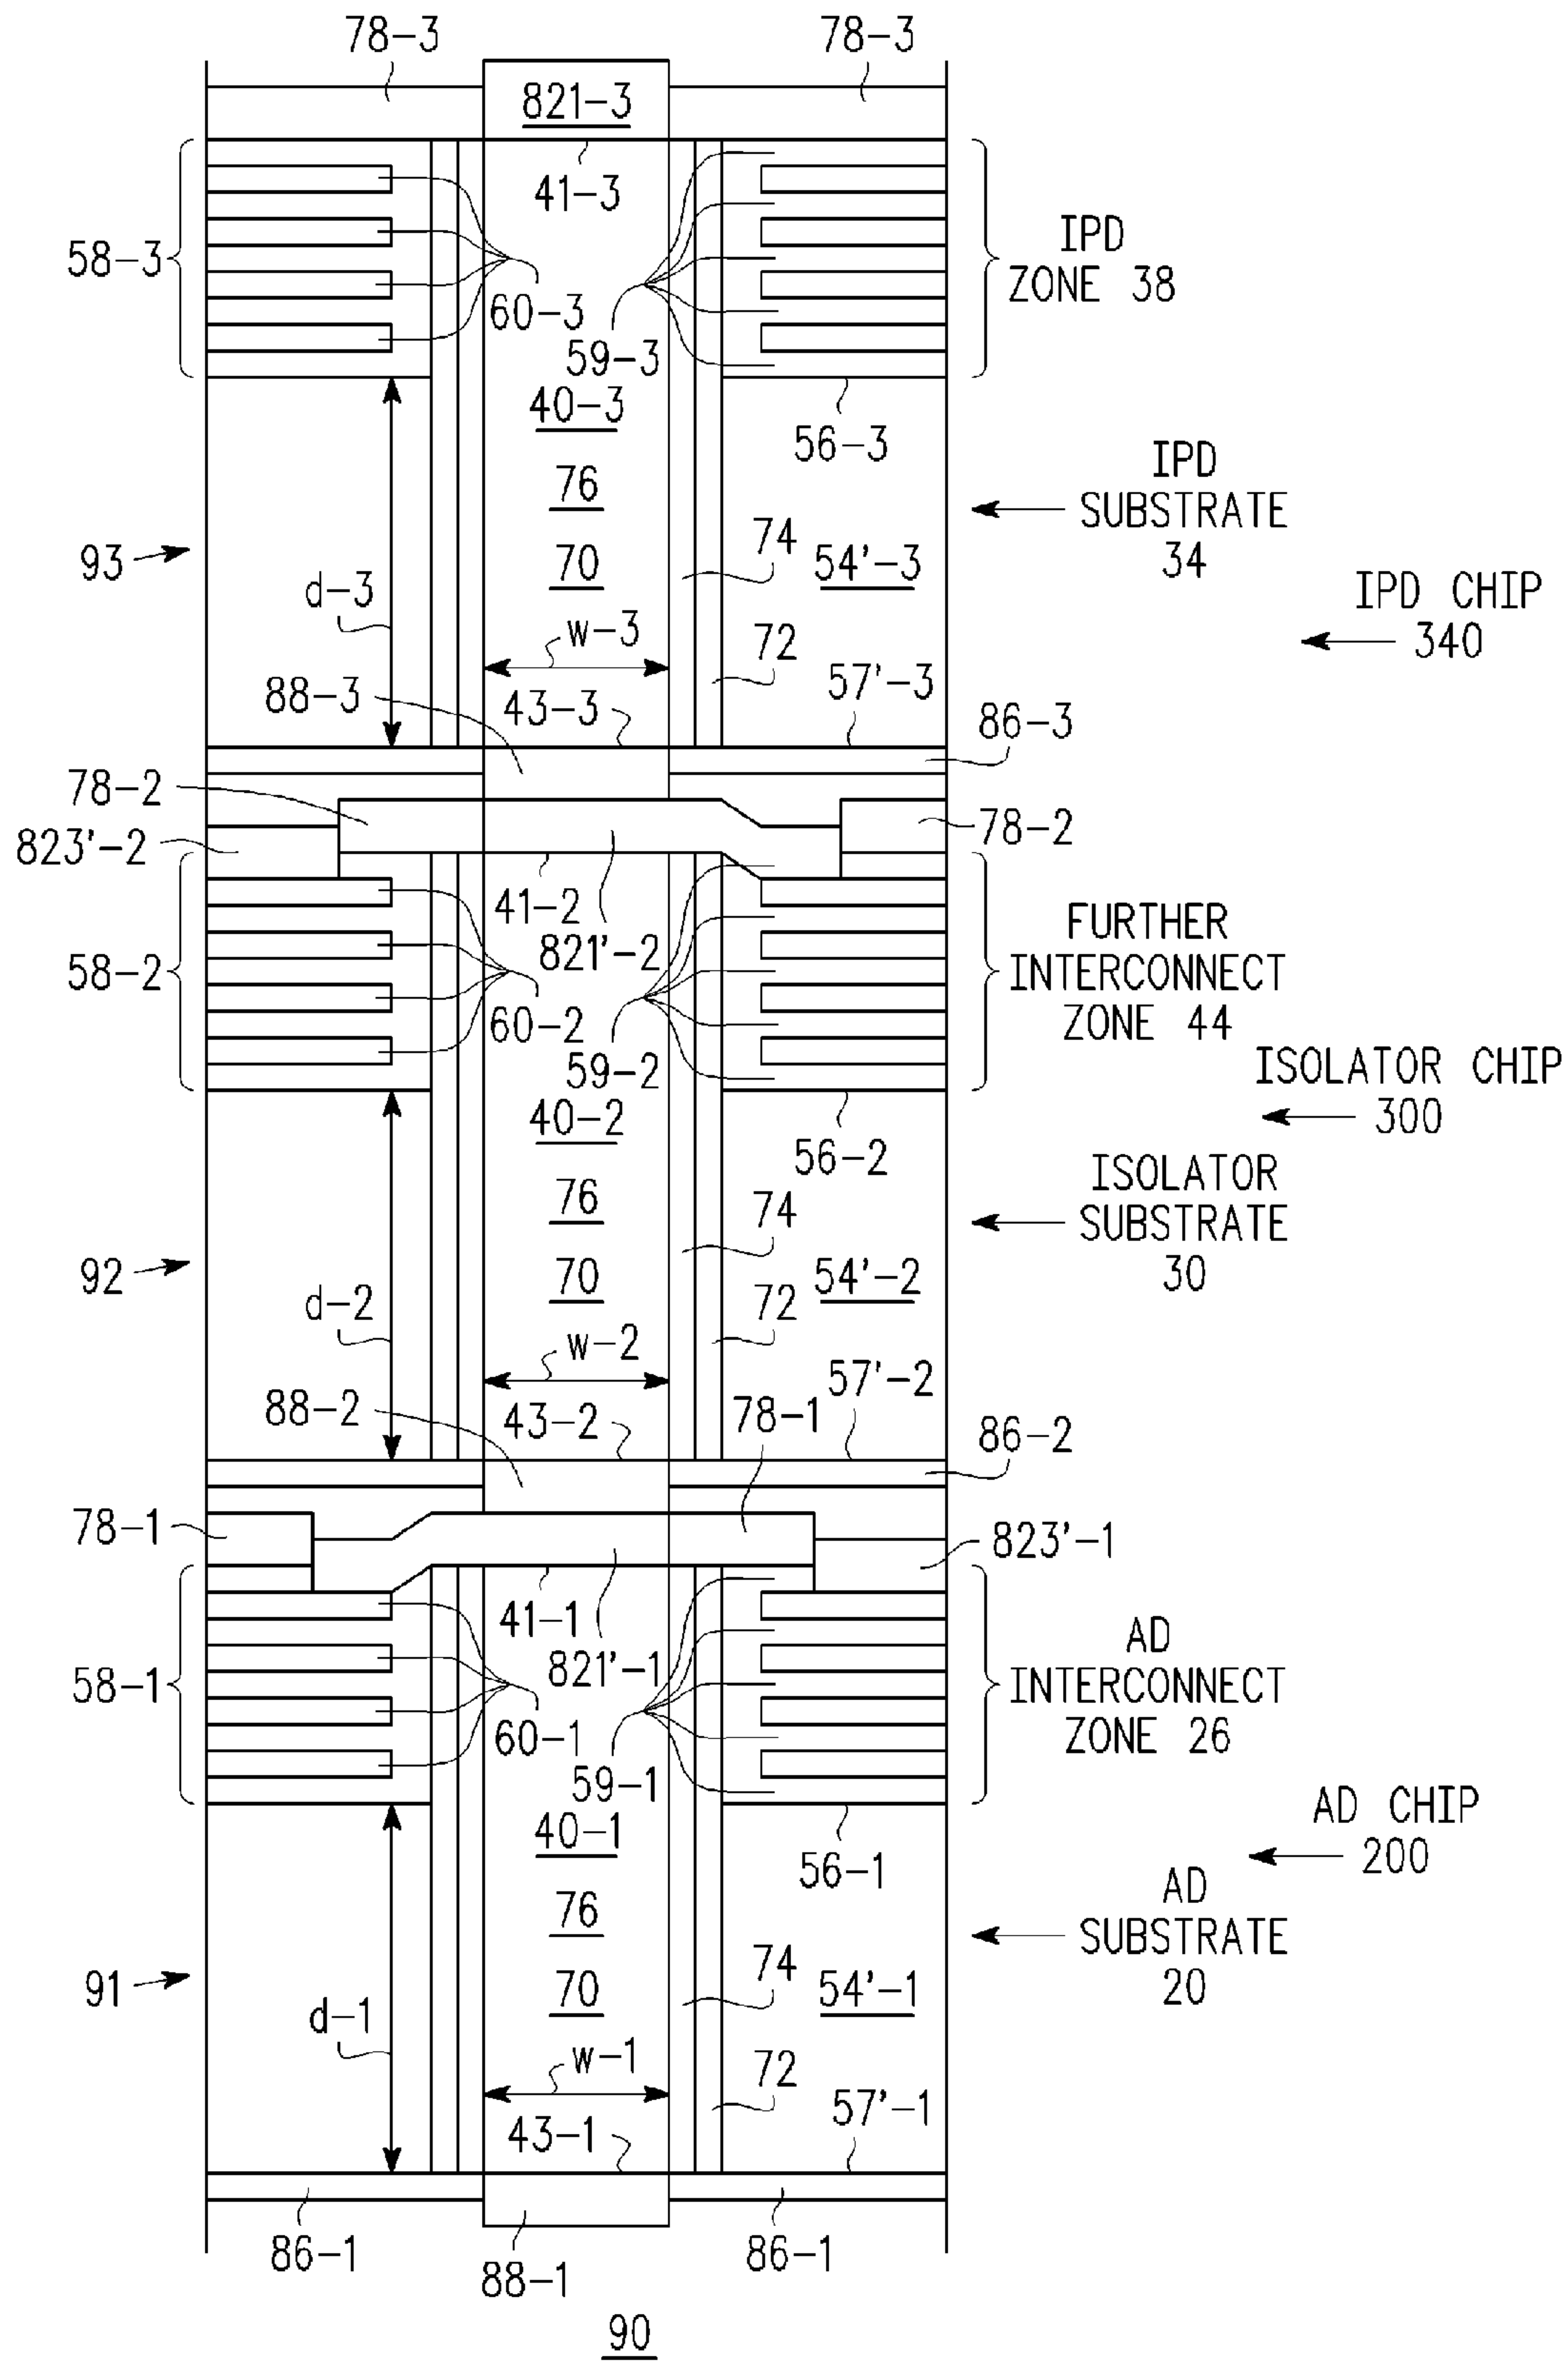 78-3
78-3
821-3
41-3
58-3
IPD
ZONE 38
60-3
59-3
40-3
56-3
76
IPD
SUBSTRATE
34
74
93
70
54'-3
d-3
IPD CHIP
340
w-3
72
88-3
43-3
57'-3
86-3
78-2
78-2
823'-2
41-2
821'-2
FURTHER
INTERCONNECT
ZONE 44
58-2
60-2
59-2
ISOLATOR CHIP
300
40-2
56-2
76
ISOLATOR
SUBSTRATE
30
74
92
70
54'-2
d-2
72
w-2
57'-2
88-2
43-2
78-1
86-2
78-1
823'-1
41-1
821'-1
AD
INTERCONNECT
ZONE 26
58-1
60-1
59-1
AD CHIP
200
40-1
56-1
76
AD
SUBSTRATE
20
74
91
70
54'-1
d-1
w-1
72
43-1
57'-1
86-1
88-1
86-1
90